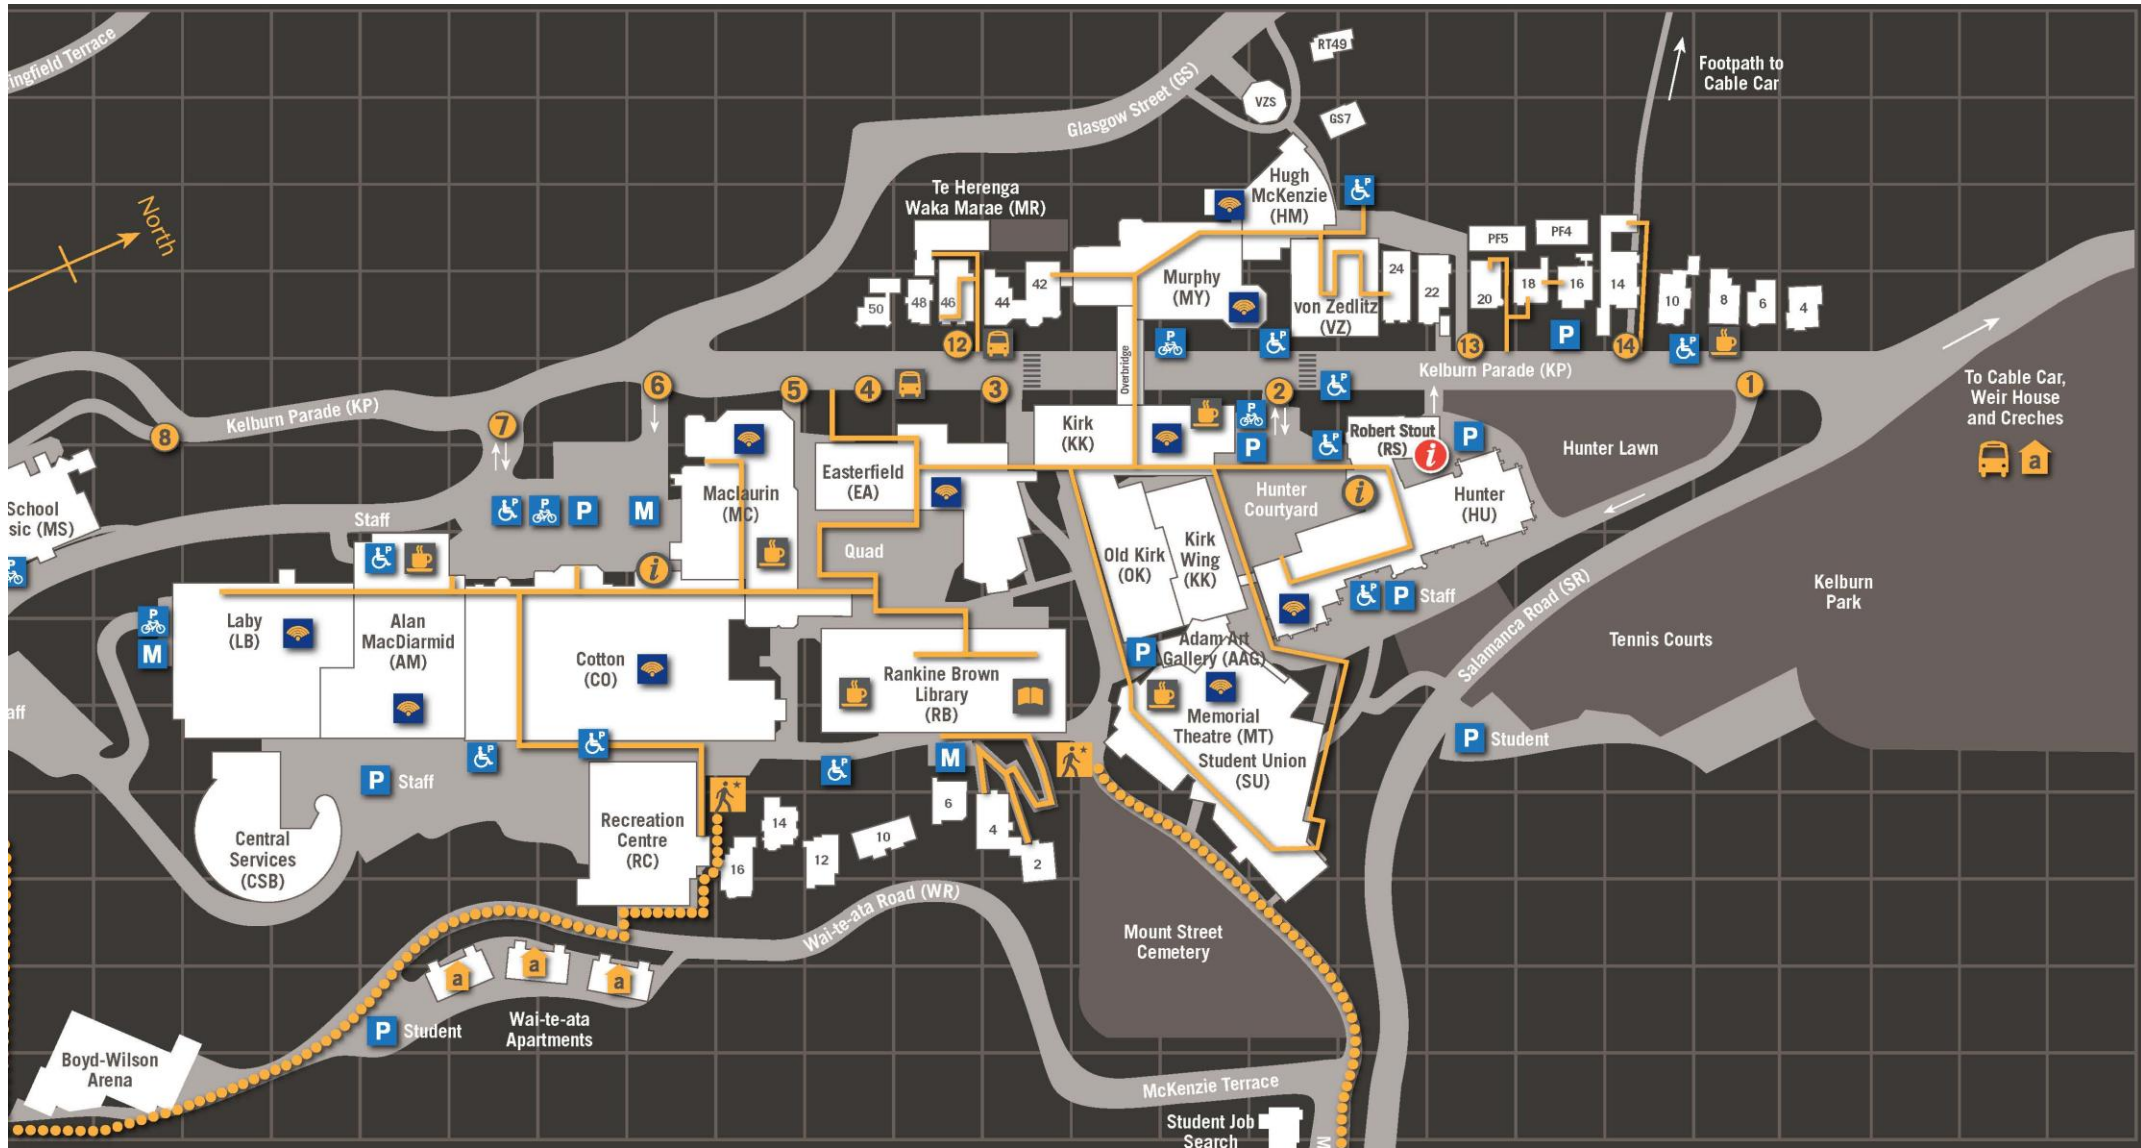 ringfield Terrace
RT49
Footpath to
Cable Car
VZS
Glasgow Street (GS)
GS7
North
Te Herenga
Waka Marae (MR)
Hugh
McKenzie
(HM)
P
PF5
PF4
Murphy
(MY)
von Zedlitz
(VZ)
24
22
20
18
16
14
10
8
6
4
50
48
46
44
42
12
P
P
13
P
14
P
Overbridge
Kelburn Parade (KP)
To Cable Car,
Weir House
and Creches
a
8
Kelburn Parade (KP)
7
6
5
4
3
2
P
1
Kirk
(KK)
P
P
P
Robert Stout
(RS)
i
P
Hunter Lawn
School
sic (MS)
P
Staff
P
P
P
M
Maclaurin
(MC)
Easterfield
(EA)
Quad
Hunter
Courtyard
i
Hunter
(HU)
P
i
Old Kirk
(OK)
Kirk
Wing
(KK)
P
P
Staff
Kelburn
Park
Salamanca Road (SR)
Tennis Courts
P
M
Laby
(LB)
Alan
MacDiarmid
(AM)
Cotton
(CO)
Rankine Brown
Library
(RB)
P
Adam Art
Gallery (AAG)
Memorial
Theatre (MT)
Student Union
(SU)
P
Student
aff
P
P
P
Staff
P
M
Central
Services
(CSB)
Recreation
Centre
(RC)
16
14
12
10
6
4
2
Wai-te-ata Road (WR)
Mount Street
Cemetery
a
a
a
P
Student
Wai-te-ata
Apartments
Boyd-Wilson
Arena
McKenzie Terrace
Student Job
Search
M